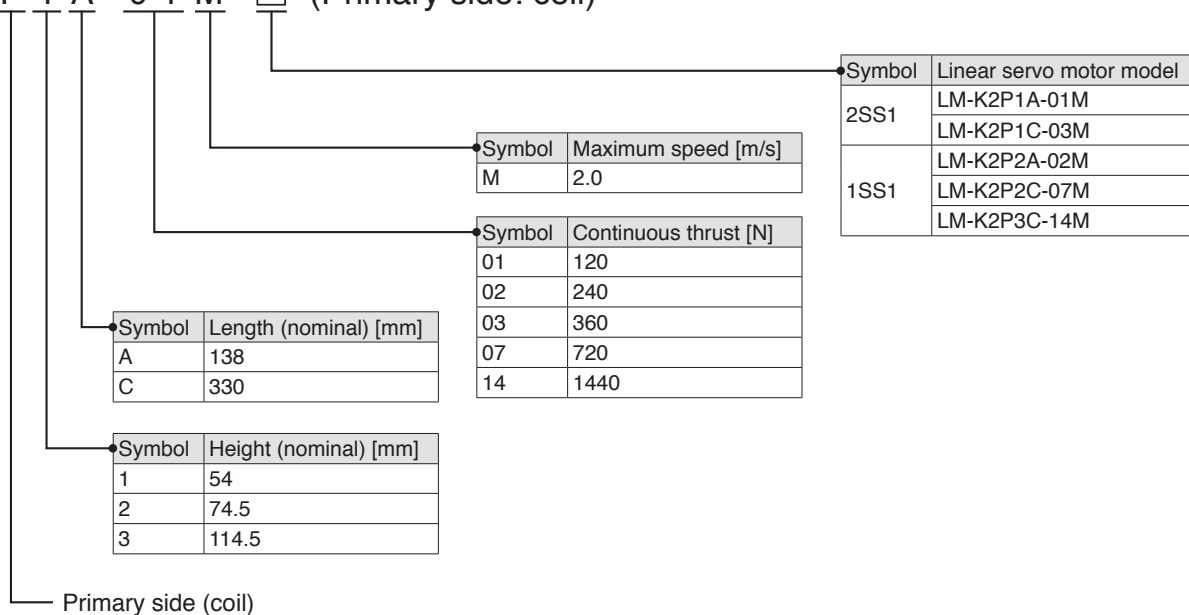 (Primary side: coil)
Symbol Linear servo motor model
2SS1 LM-K2P1A-01M
LM-K2P1C-03M
1SS1 LM-K2P2A-02M
LM-K2P2C-07M
LM-K2P3C-14M
Symbol Maximum speed [m/s]
M 2.0
Symbol Continuous thrust [N]
01 120
02 240
03 360
07 720
14 1440
Symbol Length (nominal) [mm]
A 138
C 330
Symbol Height (nominal) [mm]
1 54
2 74.5
3 114.5
Primary side (coil)